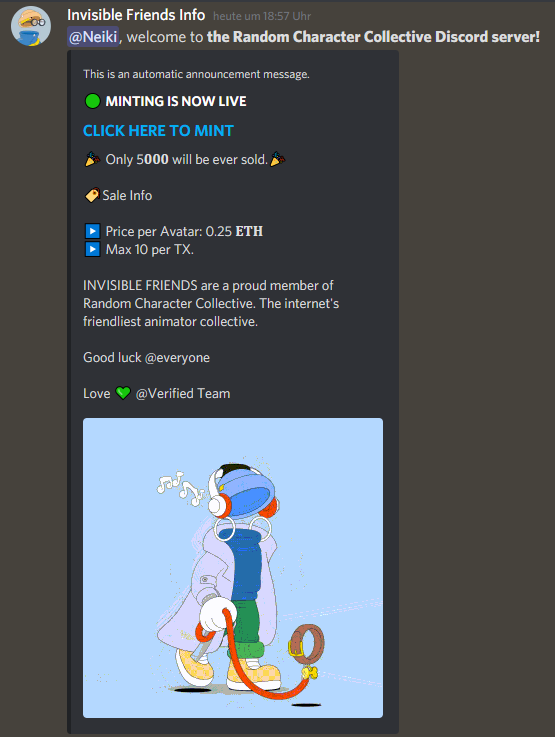 Invisible Friends Info heute um 18:57 Uhr
@Neiki, welcome to the Random Character Collective Discord server!
This is an automatic announcement message.
MINTING IS NOW LIVE
CLICK HERE TO MINT
Only 5000 will be ever sold.
Sale Info
Price per Avatar: 0.25 ETH
Max 10 per TX.
INVISIBLE FRIENDS are a proud member of
Random Character Collective. The internet's
friendliest animator collective.
Good luck @everyone
Love 💚 @Verified Team